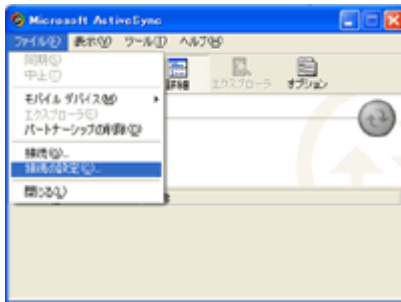 Microsoft ActiveSync
ファイル(F) 表示(V) ツール(T) ヘルプ(H)
同期(S)
中止(T)
詳細
エクスプローラ
オプション
モバイル デバイス(M)
エクスプローラ(E)
パートナーシップの削除(D)
接続(G)...
接続の設定(C)...
閉じる(L)